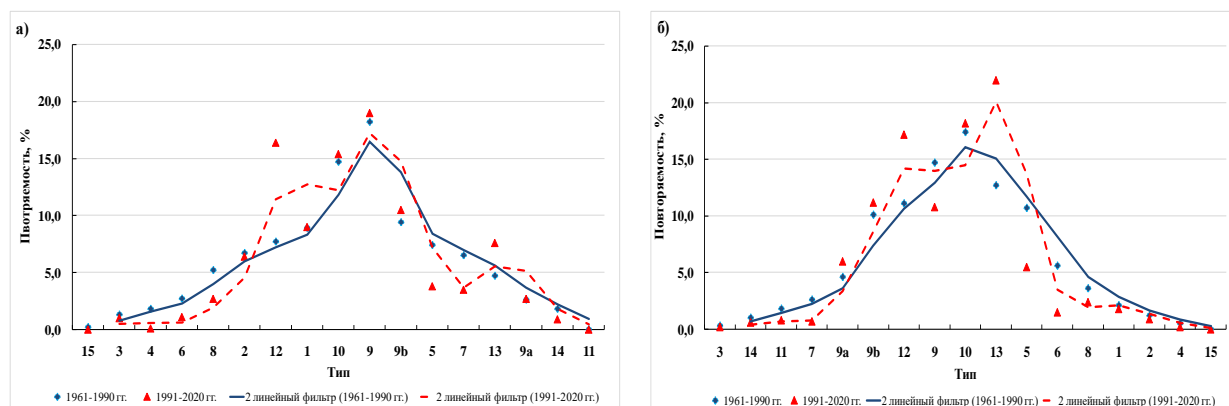 а)
25,0
20,0
15,0
10,0
5,0
0,0
Пвотряемость, %
15 3 4 6 8 2 12 1 10 9 9b 5 7 13 9а 14 11
Тип
1961-1990 гг. 1991-2020 гг. 2 линейный фильтр (1961-1990 гг.) 2 линейный фильтр (1991-2020 гг.)
б)
25,0
20,0
15,0
10,0
5,0
0,0
Повторяемость, %
3 14 11 7 9а 9b 12 9 10 13 5 6 8 1 2 4 15
Тип
1961-1990 гг. 1991-2020 гг. 2 линейный фильтр (1961-1990 гг.) 2 линейный фильтр (1991-2020 гг.)